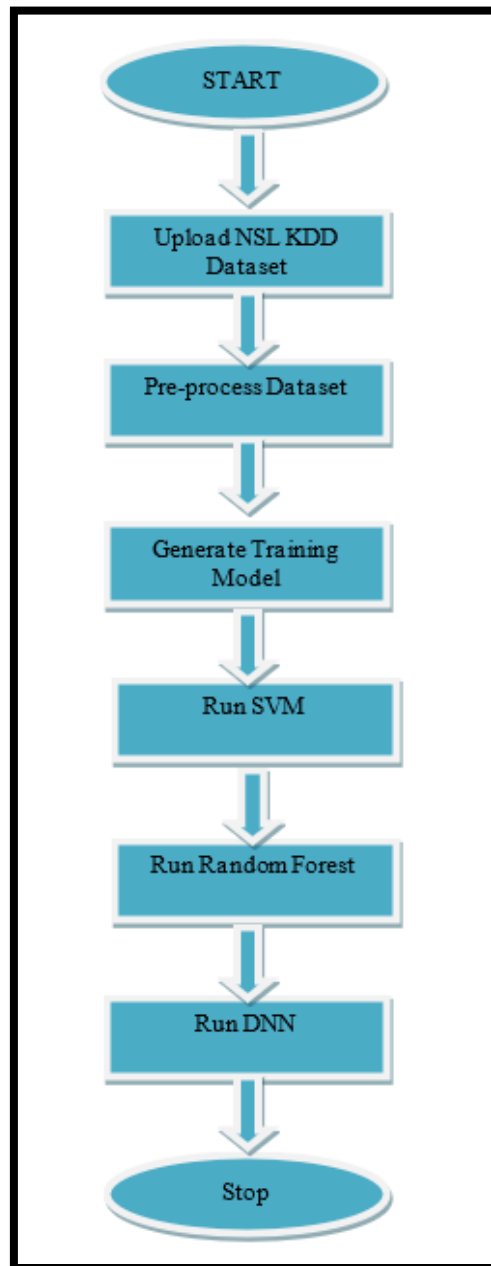 START
Upload NSL KDD
Dataset
Pre-process Dataset
Generate Training
Model
Run SVM
Run Random Forest
Run DNN
Stop